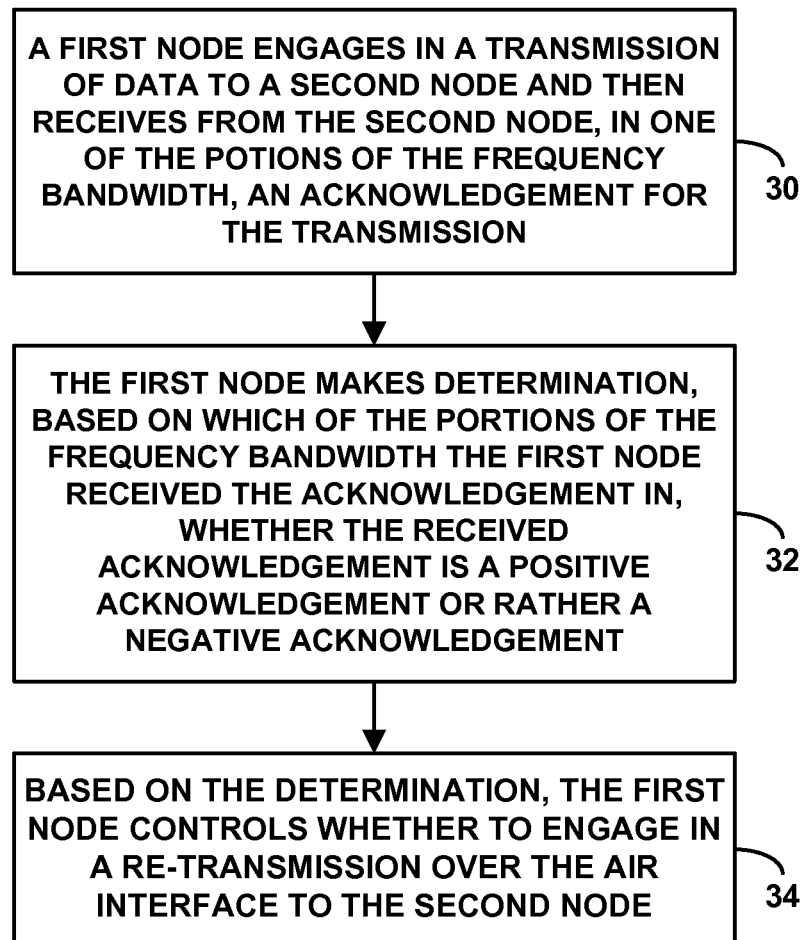 A FIRST NODE ENGAGES IN A TRANSMISSION
OF DATA TO A SECOND NODE AND THEN
RECEIVES FROM THE SECOND NODE, IN ONE
OF THE POTIONS OF THE FREQUENCY
BANDWIDTH, AN ACKNOWLEDGEMENT FOR
THE TRANSMISSION
30
THE FIRST NODE MAKES DETERMINATION,
BASED ON WHICH OF THE PORTIONS OF THE
FREQUENCY BANDWIDTH THE FIRST NODE
RECEIVED THE ACKNOWLEDGEMENT IN,
WHETHER THE RECEIVED
ACKNOWLEDGEMENT IS A POSITIVE
ACKNOWLEDGEMENT OR RATHER A
NEGATIVE ACKNOWLEDGEMENT
32
BASED ON THE DETERMINATION, THE FIRST
NODE CONTROLS WHETHER TO ENGAGE IN
A RE-TRANSMISSION OVER THE AIR
INTERFACE TO THE SECOND NODE
34